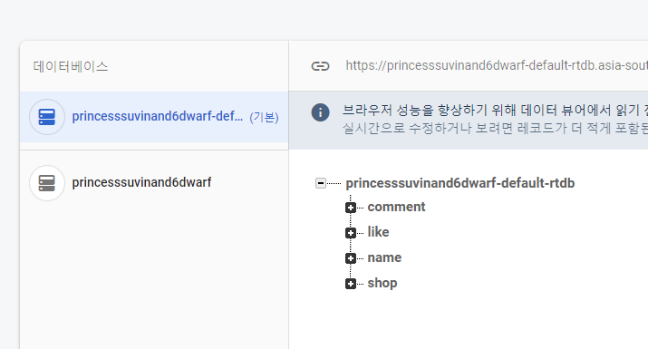 데이터베이스
princesssuvinand6dwarf-def... (기본)
princesssuvinand6dwarf
https://princesssuvinand6dwarf-default-rtdb.asia-sout
브라우저 성능을 향상하기 위해 데이터 뷰어에서 읽기
실시간으로 수정하거나 보려면 레코드가 더 적게 포함된
princesssuvinand6dwarf-default-rtdb
comment
like
name
shop